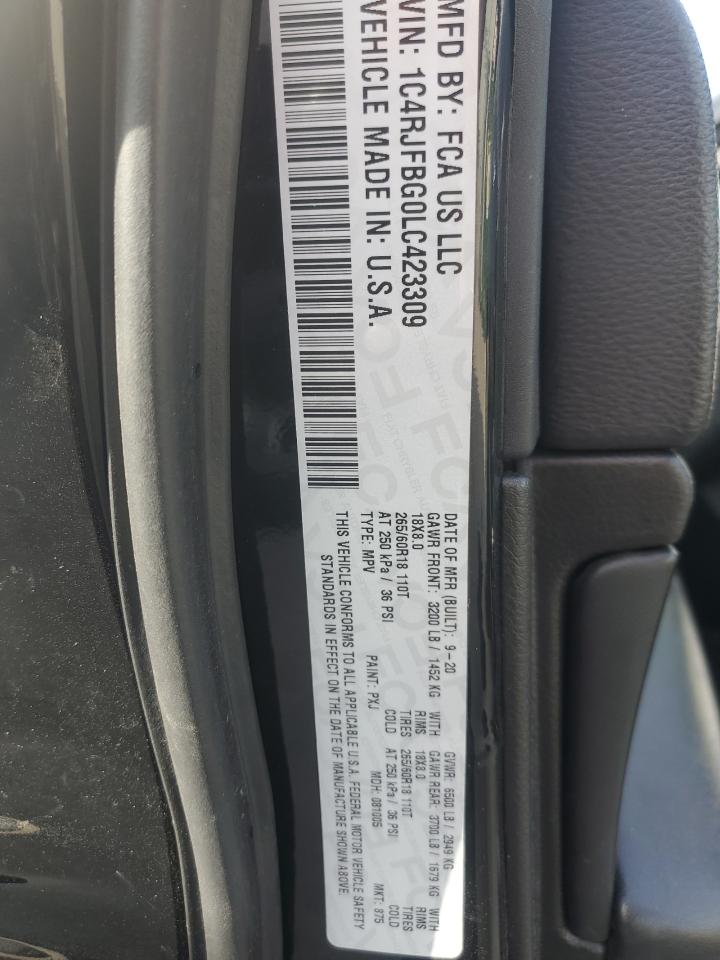 MFD BY: FCA US LLC
VIN: 1C4RJFBG0LC423309
VEHICLE MADE IN: U.S.A.
DATE OF MFR (BUILT): 9-20 GVWR: 6500 LB / 2949 KG
GAWR FRONT: 3200 LB / 1452 KG WITH GAWR REAR: 3700 LB / 1679 KG WITH
18X8.0 RIMS 18X8.0 RIMS
265/60R18 110T TIRES 265/60R18 110T TIRES
AT 250 kPa / 36 PSI COLD AT 250 kPa / 36 PSI COLD
TYPE: MPV PAINT: PXJ MDH: 081005 MKT: 875
THIS VEHICLE CONFORMS TO ALL APPLICABLE U.S.A. FEDERAL MOTOR VEHICLE SAFETY
STANDARDS IN EFFECT ON THE DATE OF MANUFACTURE SHOWN ABOVE.